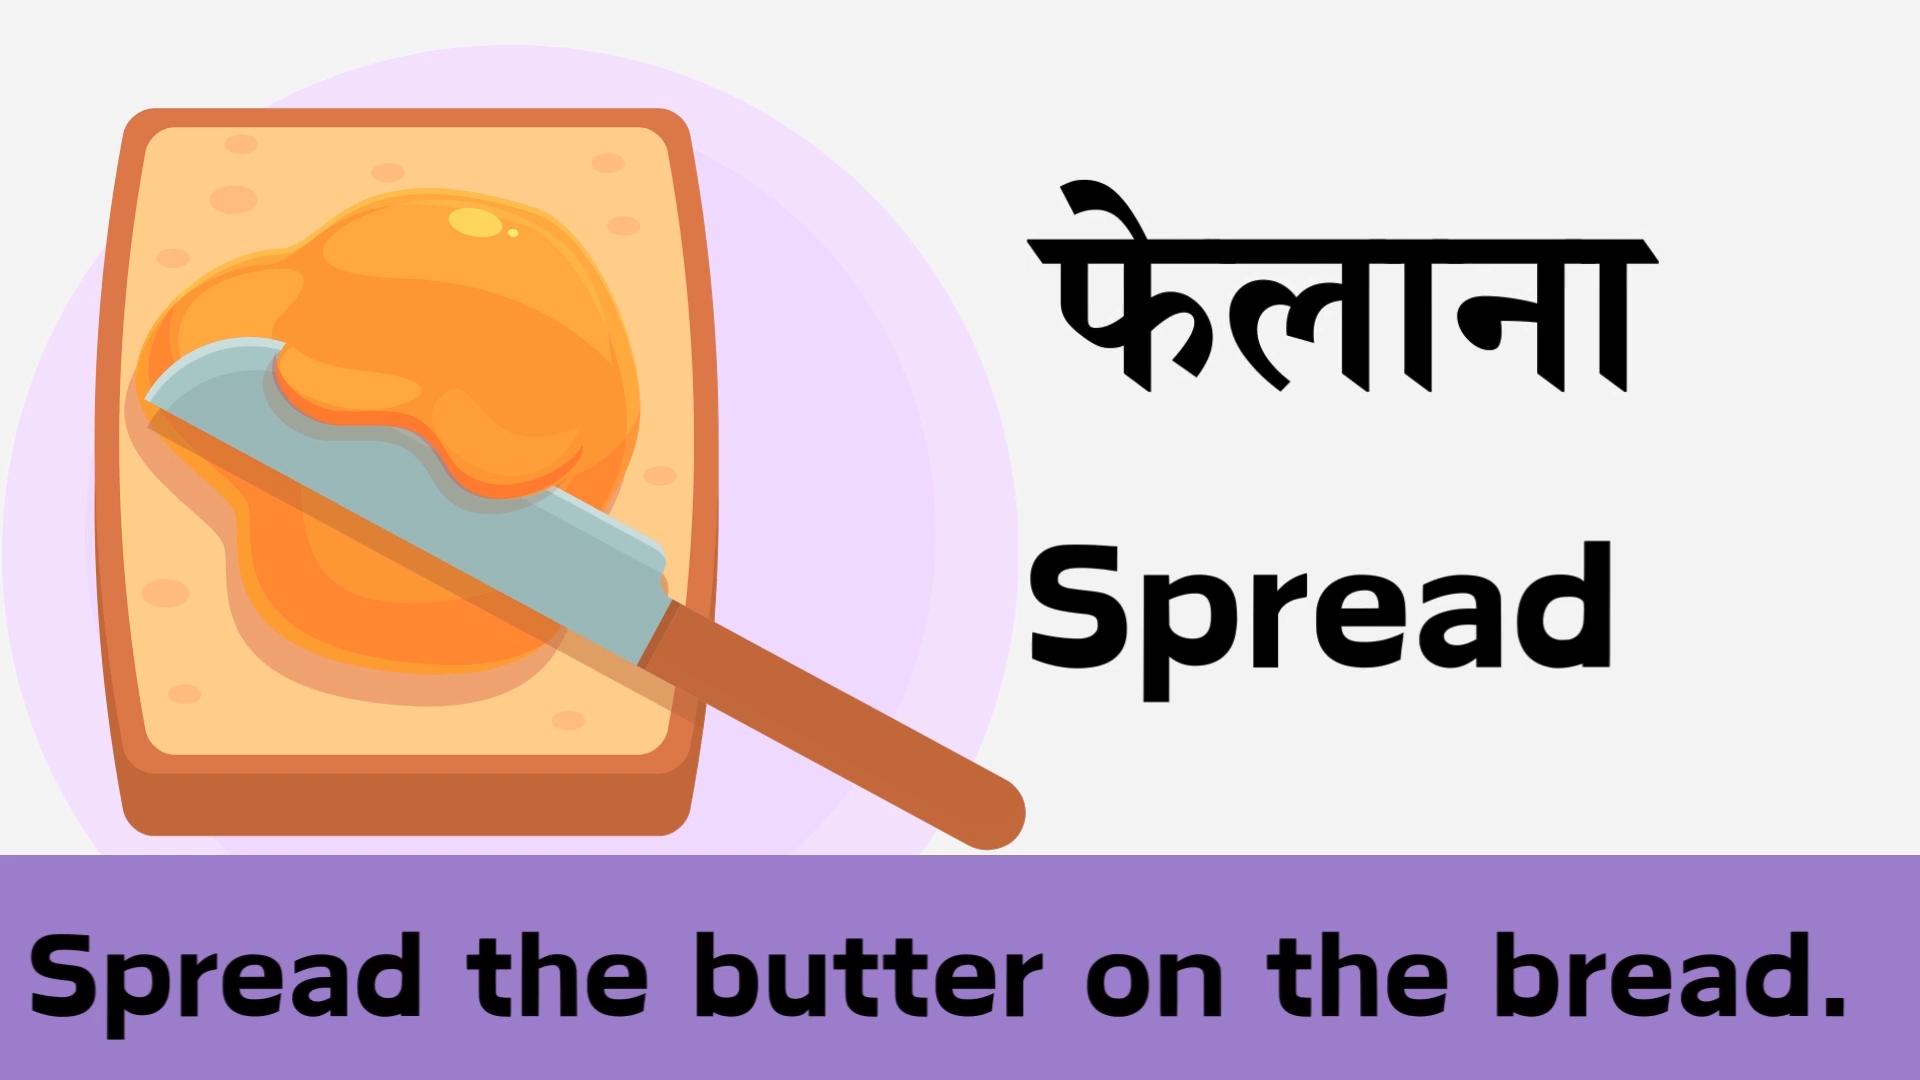 फेलाना
Spread
Spread the butter on the bread.